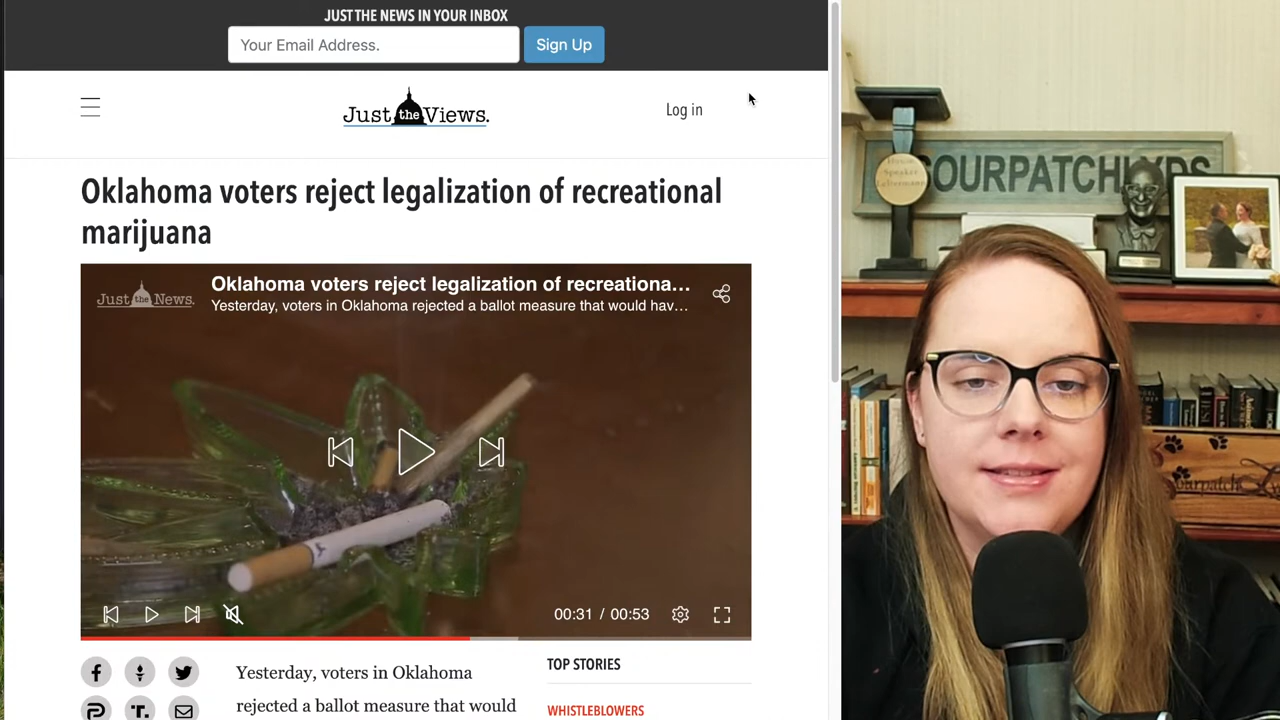 JUST THE NEWS IN YOUR INBOX
Your Email Address.
Sign Up
Just the Views.
Log in
Oklahoma voters reject legalization of recreational
marijuana
Just the News.
Oklahoma voters reject legalization of recreationa...
Yesterday, voters in Oklahoma rejected a ballot measure that would hav...
00:31 / 00:53
Yesterday, voters in Oklahoma
rejected a ballot measure that would
TOP STORIES
WHISTLEBLOWERS
House
Speaker